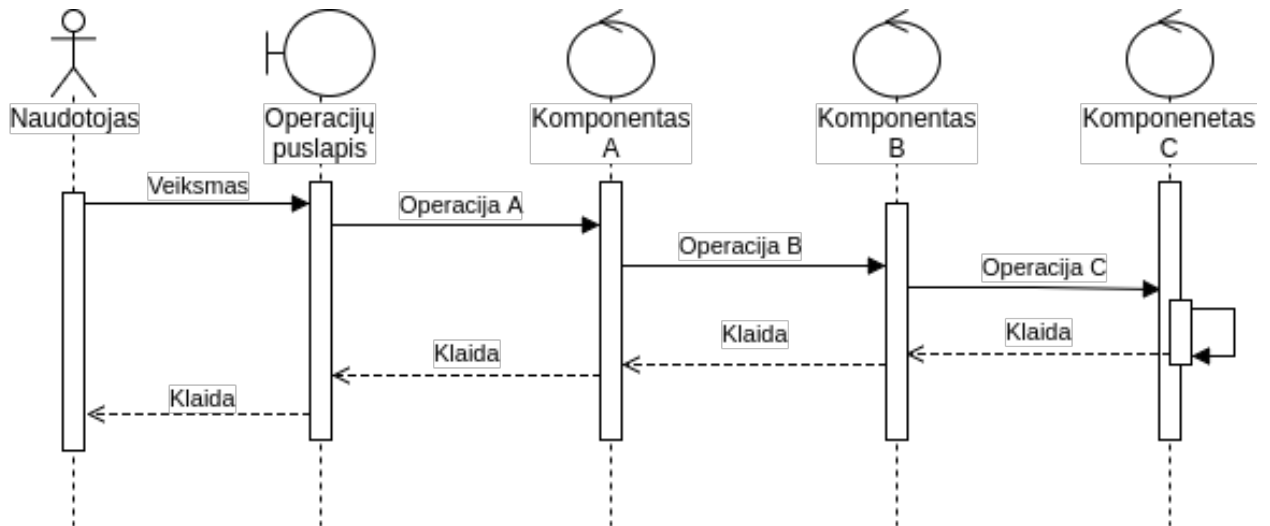 Naudotojas
Operacijų
puslapis
Komponentas
A
Komponentas
B
Komponenetas
C
Veiksmas
Operacija A
Operacija B
Operacija C
Klaida
Klaida
Klaida
Klaida